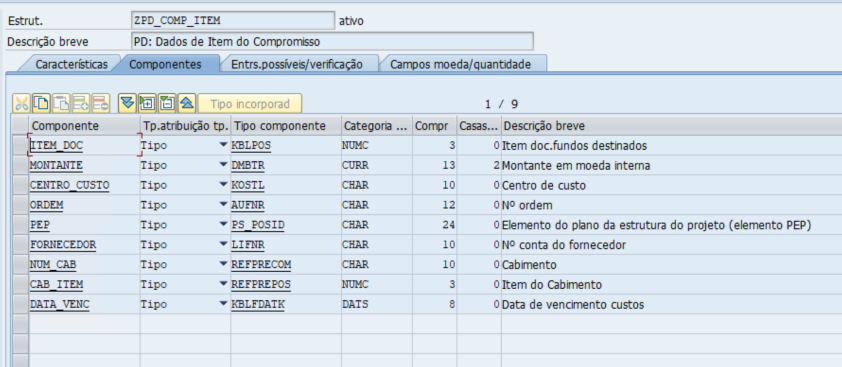 Estrut. ZPD_COMP_ITEM ativo
Descrição breve PD: Dados de Item do Compromisso
Características Componentes Entrs.possíveis/verificação Campos moeda/quantidade
Tipo incorporad 1 / 9
Componente Tp.atribuição tp. Tipo componente Categoria ... Compr Casas... Descrição breve
ITEM_DOC Tipo KBLPOS NUMC 3 0 Item doc.fundos destinados
MONTANTE Tipo DMBTR CURR 13 2 Montante em moeda interna
CENTRO_CUSTO Tipo KOSTL CHAR 10 0 Centro de custo
ORDEM Tipo AUFNR CHAR 12 0 Nº ordem
PEP Tipo PS_POSID CHAR 24 0 Elemento do plano da estrutura do projeto (elemento PEP)
FORNECEDOR Tipo LIFNR CHAR 10 0 Nº conta do fornecedor
NUM_CAB Tipo REFPRECOM CHAR 10 0 Cabimento
CAB_ITEM Tipo REFPREPOS NUMC 3 0 Item do Cabimento
DATA_VENC Tipo KBLFDATK DATS 8 0 Data de vencimento custos